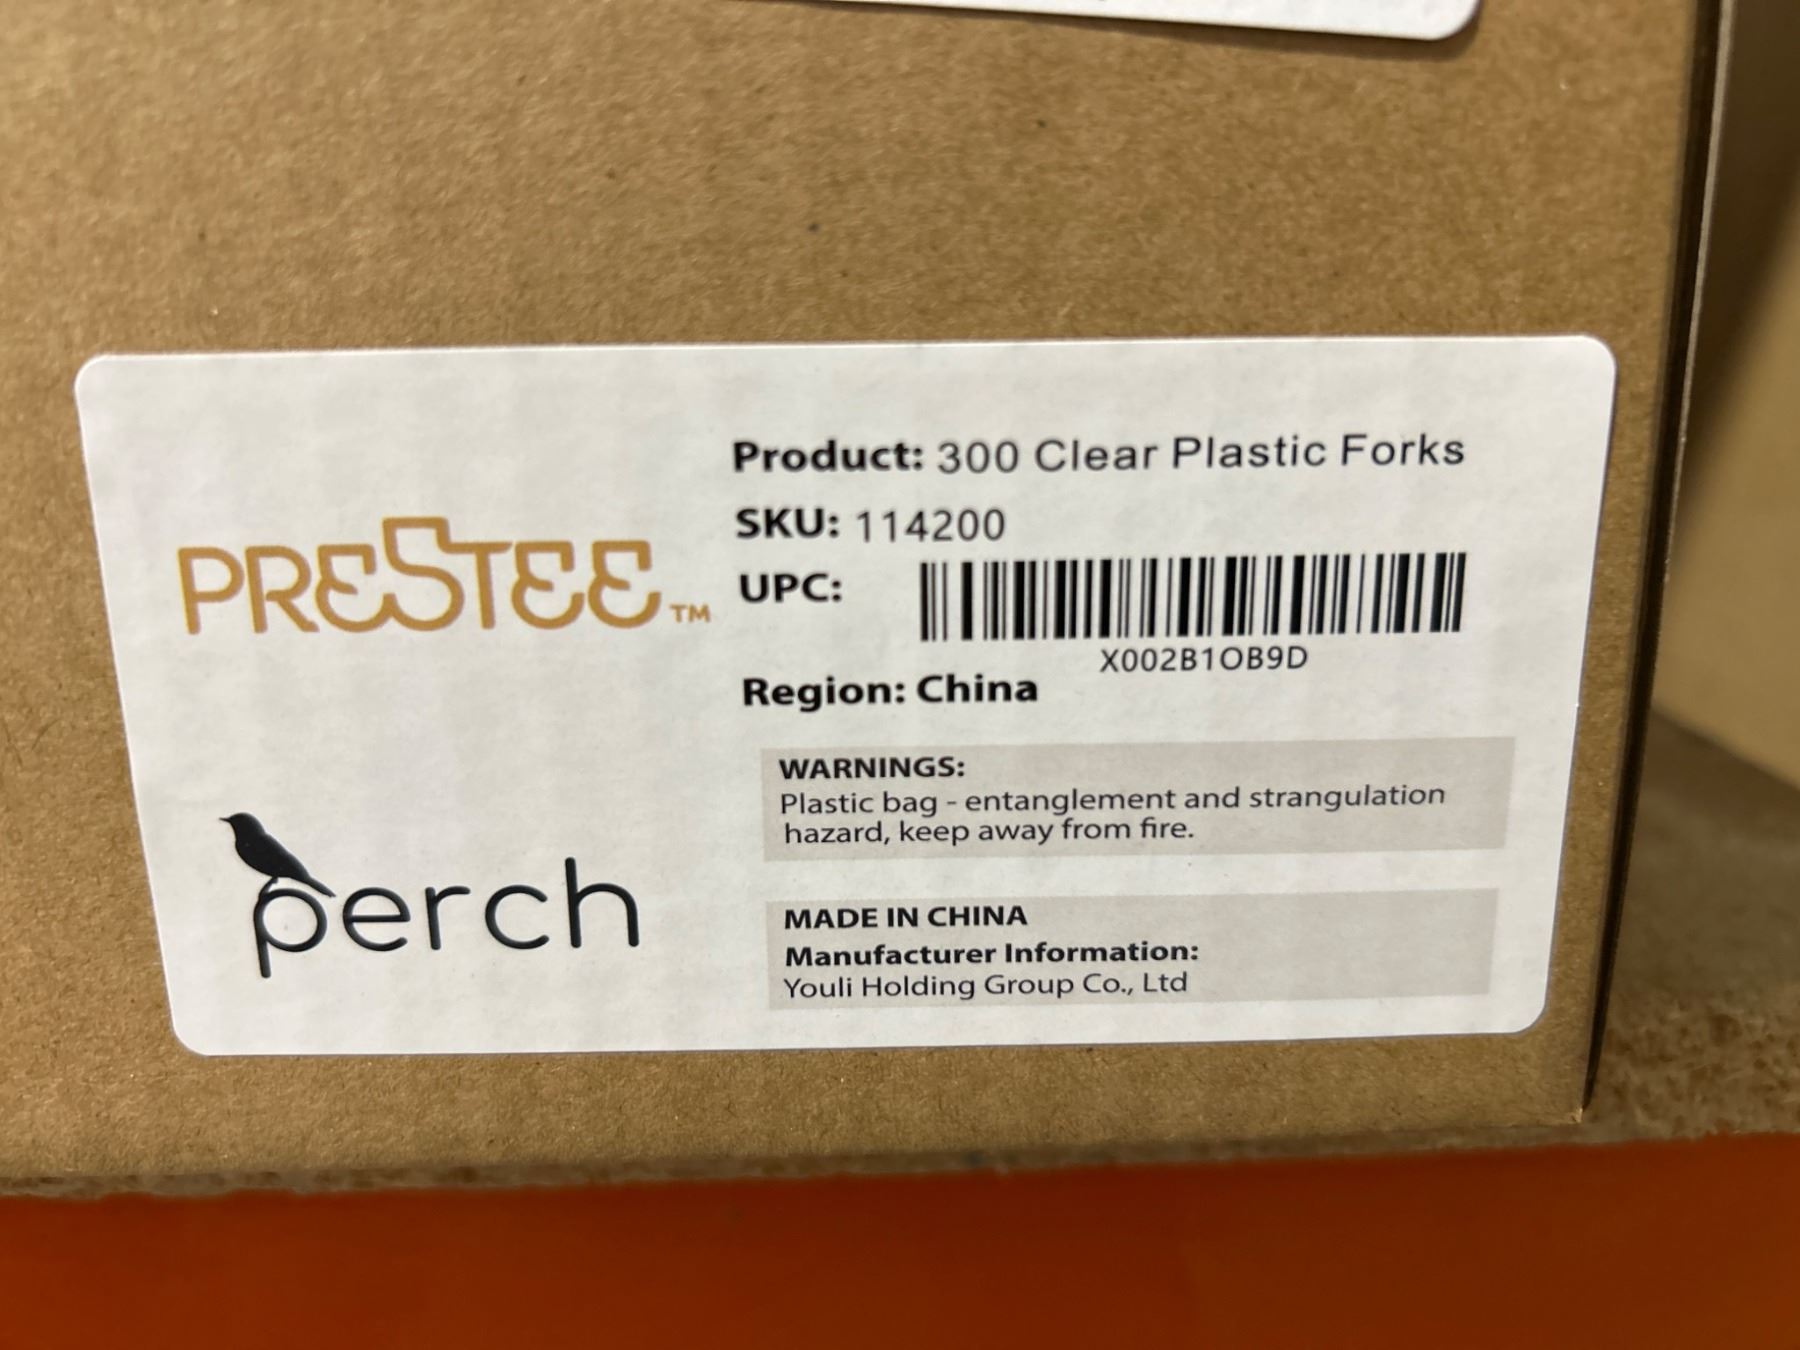 PRESTEE™
Product: 300 Clear Plastic Forks
SKU: 114200
UPC:
X002B1OB9D
Region: China
WARNINGS:
Plastic bag - entanglement and strangulation
hazard, keep away from fire.
perch
MADE IN CHINA
Manufacturer Information:
Youli Holding Group Co., Ltd